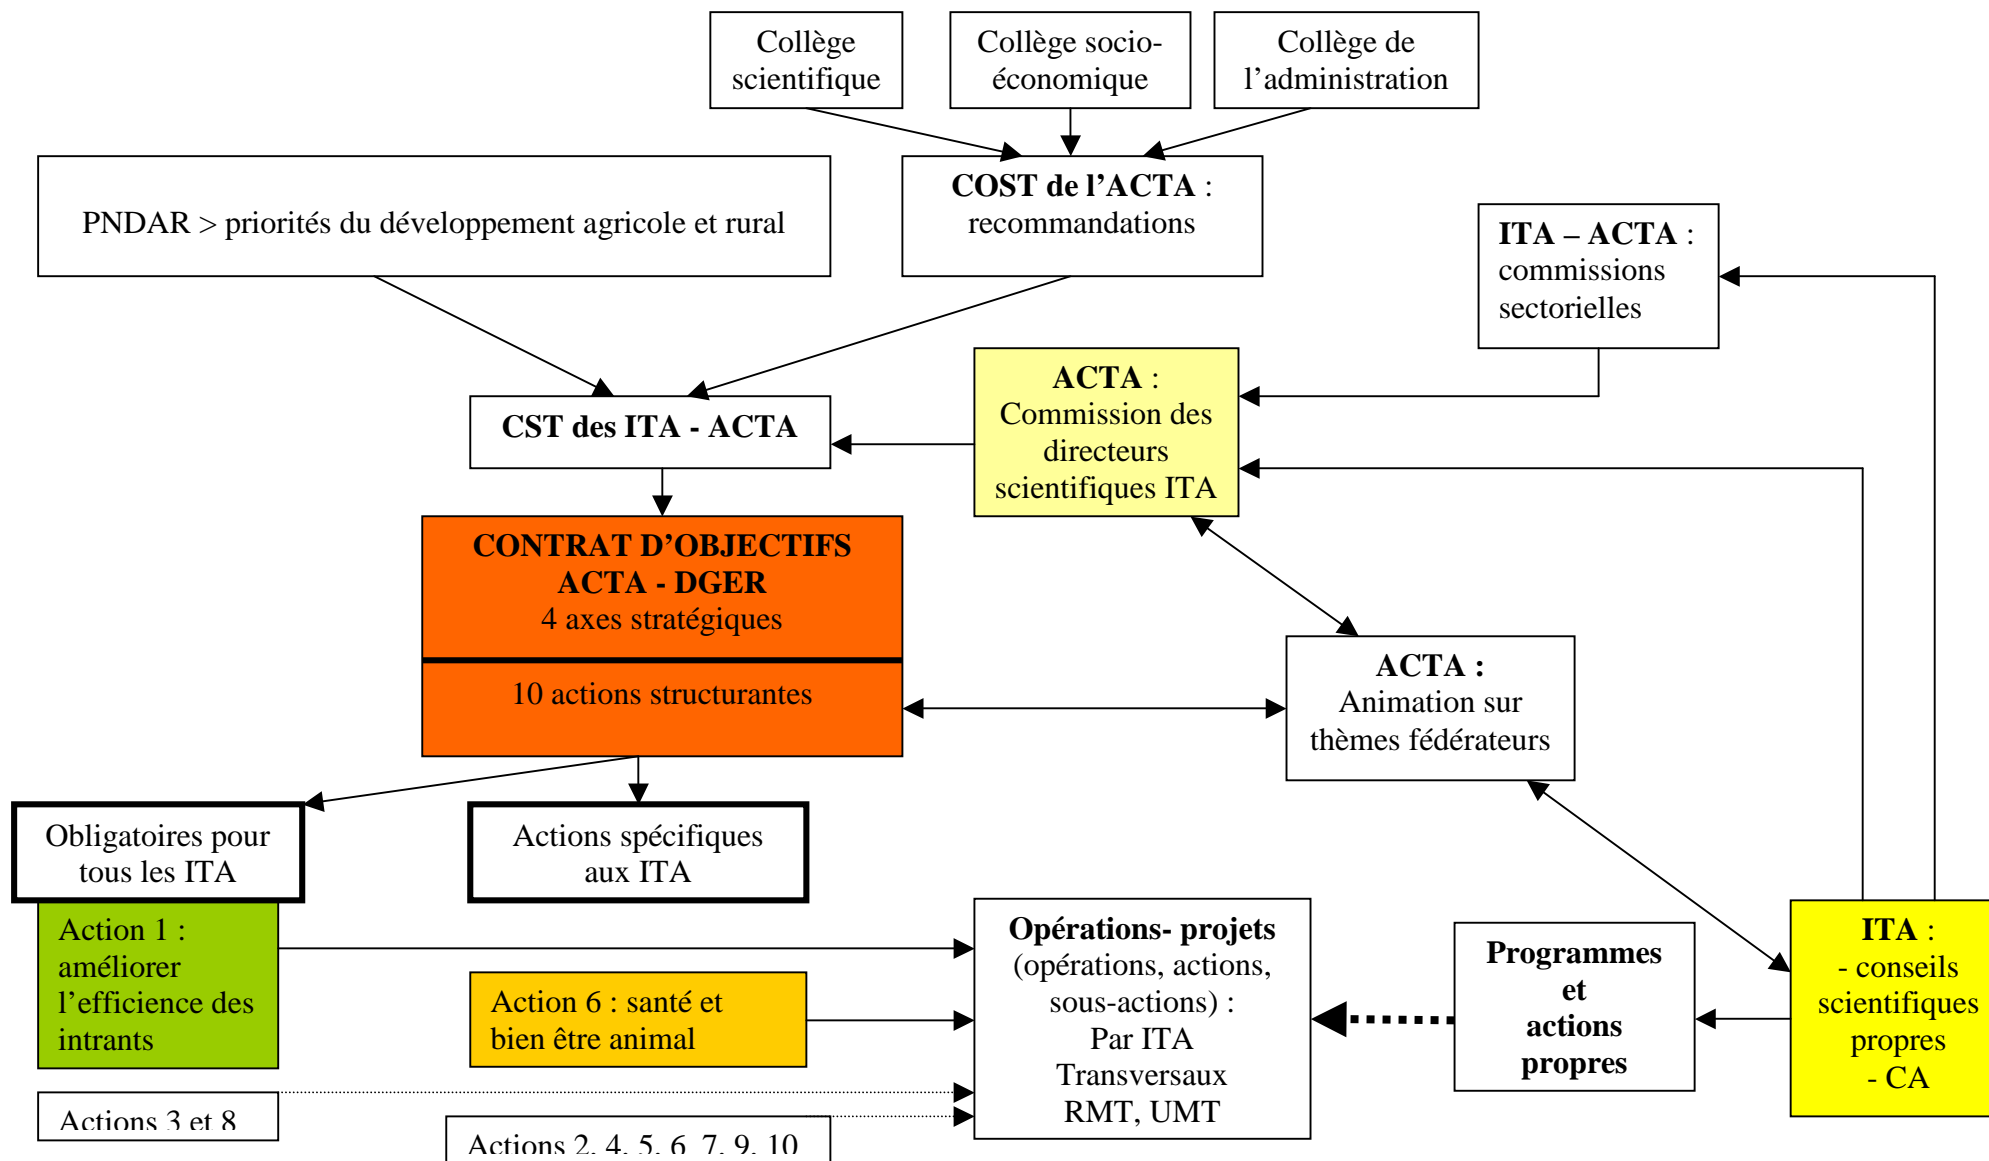 Collège
scientifique
Collège socio-
économique
Collège de
l’administration
PNDAR > priorités du développement agricole et rural
COST de l’ACTA :
recommandations
ITA – ACTA :
commissions
sectorielles
ACTA :
Commission des
directeurs
scientifiques ITA
CST des ITA - ACTA
CONTRAT D’OBJECTIFS
ACTA - DGER
4 axes stratégiques
10 actions structurantes
ACTA :
Animation sur
thèmes fédérateurs
Obligatoires pour
tous les ITA
Actions spécifiques
aux ITA
Action 1 :
améliorer
l’efficience des
intrants
Action 6 : santé et
bien être animal
Opérations- projets
(opérations, actions,
sous-actions) :
Par ITA
Transversaux
RMT, UMT
Programmes
et
actions
propres
ITA :
- conseils
scientifiques
propres
- CA
Actions 3 et 8
Actions 2, 4, 5, 6 7, 9, 10